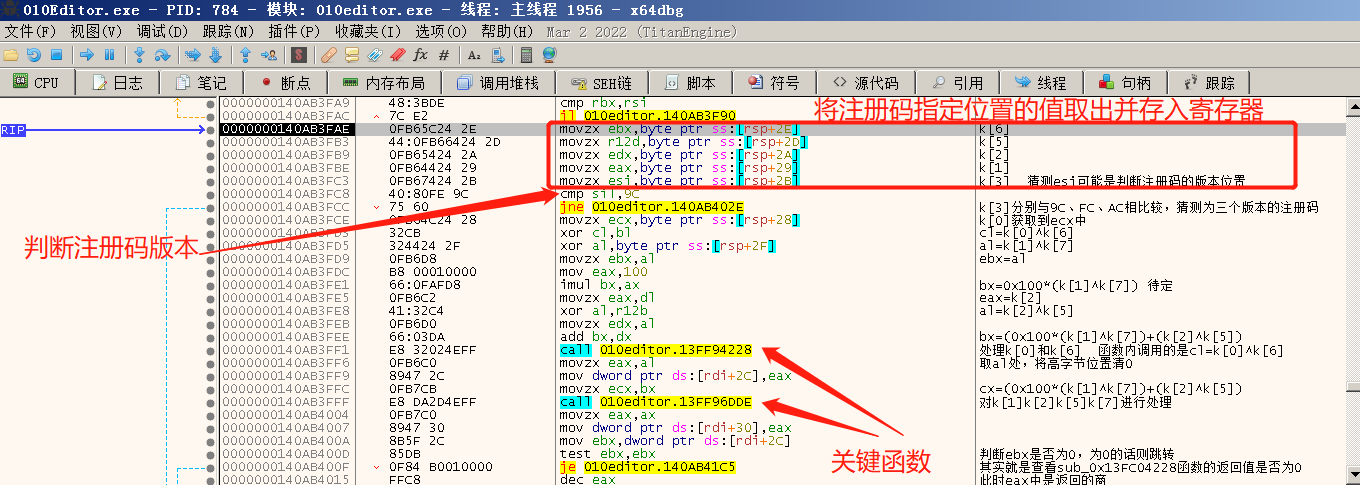 010Editor.exe - PID: 784 - 模块: 010editor.exe - 线程: 主线程 1956 - x64dbg
文件(F) 视图(V) 调试(D) 跟踪(N) 插件(P) 收藏夹(I) 选项(O) 帮助(H) Mar 2 2022 (TitanEngine)
CPU 日志 笔记 断点 内存布局 调用堆栈 SEH链 脚本 符号 源代码 引用 线程 句柄 跟踪
将注册码指定位置的值取出并存入寄存器
0000000140AB3FA9 48:3BDE cmp rbx,rsi
0000000140AB3FAC 7C E2 jl 010editor.140AB3F90
RIP 0000000140AB3FAE 0FB65C24 2E movzx ebx,byte ptr ss:[rsp+2E] k[6]
0000000140AB3FB3 44:0FB66424 2D movzx r12d,byte ptr ss:[rsp+2D] k[5]
0000000140AB3FB9 0FB65424 2A movzx edx,byte ptr ss:[rsp+2A] k[2]
0000000140AB3FBE 0FB64424 29 movzx eax,byte ptr ss:[rsp+29] k[1]
0000000140AB3FC3 0FB67424 2B movzx esi,byte ptr ss:[rsp+2B] k[3] 猜测esi可能是判断注册码的版本位置
0000000140AB3FC8 40:80FE 9C cmp sil,9C
0000000140AB3FCC 75 60 jne 010editor.140AB402E k[3]分别与9C、FC、AC相比较，猜测为三个版本的注册码
0000000140AB3FCE 0FB64C24 28 movzx ecx,byte ptr ss:[rsp+28] k[0]获取到ecx中
0000000140AB3FD3 32CB xor cl,bl cl=k[0]^k[6]
0000000140AB3FD5 324424 2F xor al,byte ptr ss:[rsp+2F] al=k[1]^k[7]
0000000140AB3FD9 0FB6D8 movzx ebx,al ebx=al
0000000140AB3FDC B8 00010000 mov eax,100
0000000140AB3FE1 66:0FAFD8 imul bx,ax bx=0x100*(k[1]^k[7]) 待定
0000000140AB3FE5 0FB6C2 movzx eax,dl eax=k[2]
0000000140AB3FE8 41:32C4 xor al,r12b al=k[2]^k[5]
0000000140AB3FEB 0FB6D0 movzx edx,al
0000000140AB3FEE 66:03DA add bx,dx bx=(0x100*(k[1]^k[7])+(k[2]^k[5])
0000000140AB3FF1 E8 32024EFF call 010editor.13FF94228 处理k[0]和k[6] 函数内调用的是cl=k[0]^k[6]
0000000140AB3FF6 0FB6C0 movzx eax,al 取al处，将高字节位置清0
0000000140AB3FF9 8947 2C mov dword ptr ds:[rdi+2C],eax
0000000140AB3FFC 0FB7CB movzx ecx,bx cx=(0x100*(k[1]^k[7])+(k[2]^k[5])
0000000140AB3FFF E8 DA2D4EFF call 010editor.13FF96DDE 对k[1]k[2]k[5]k[7]进行处理
0000000140AB4004 0FB7C0 movzx eax,ax
0000000140AB4007 8947 30 mov dword ptr ds:[rdi+30],eax
0000000140AB400A 8B5F 2C mov ebx,dword ptr ds:[rdi+2C]
0000000140AB400D 85DB test ebx,ebx 判断ebx是否为0，为0的话则跳转
0000000140AB400F 0F84 B0010000 je 010editor.140AB41C5 其实就是查看sub_0x13FC04228函数的返回值是否为0
0000000140AB4015 FFC8 dec eax 此时eax中是返回的商
判断注册码版本
关键函数